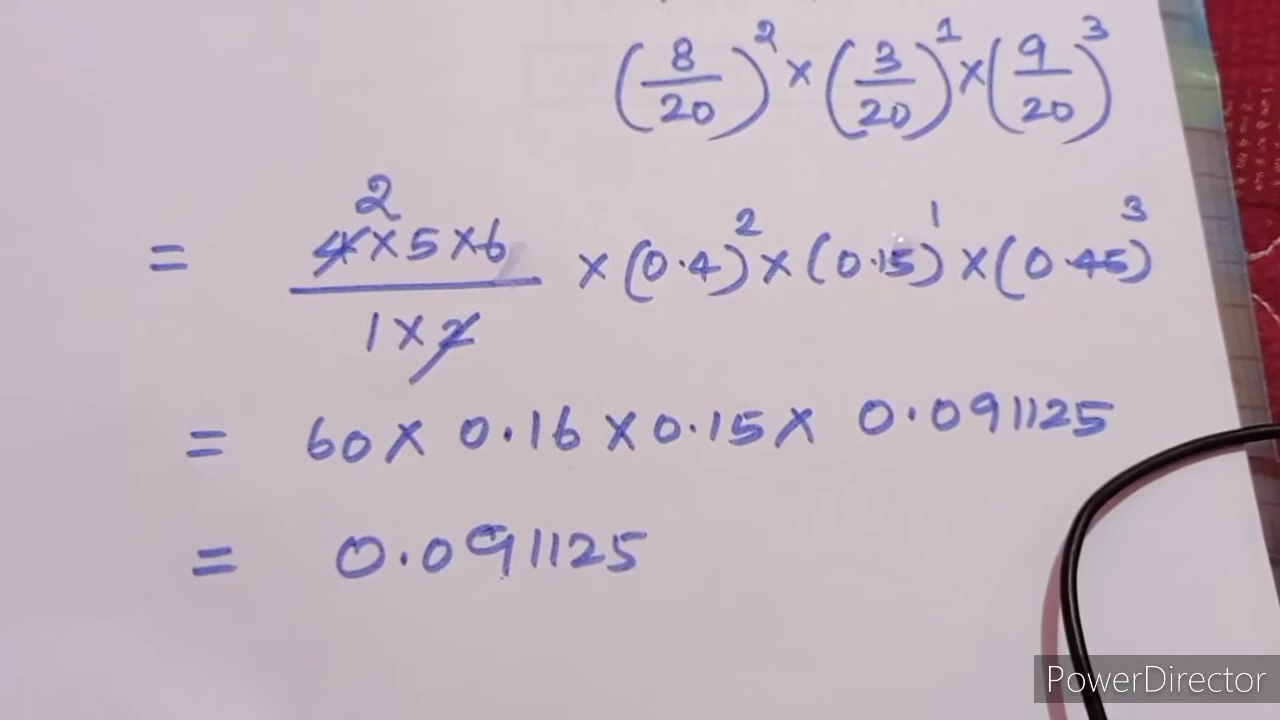 (8/20)² × (3/20)¹ × (9/20)³
= 2 4×5×6 / 1×2 × (0.4)² × (0.15)¹ × (0.45)³
= 60 × 0.16 × 0.15 × 0.091125
= 0.091125
PowerDirector